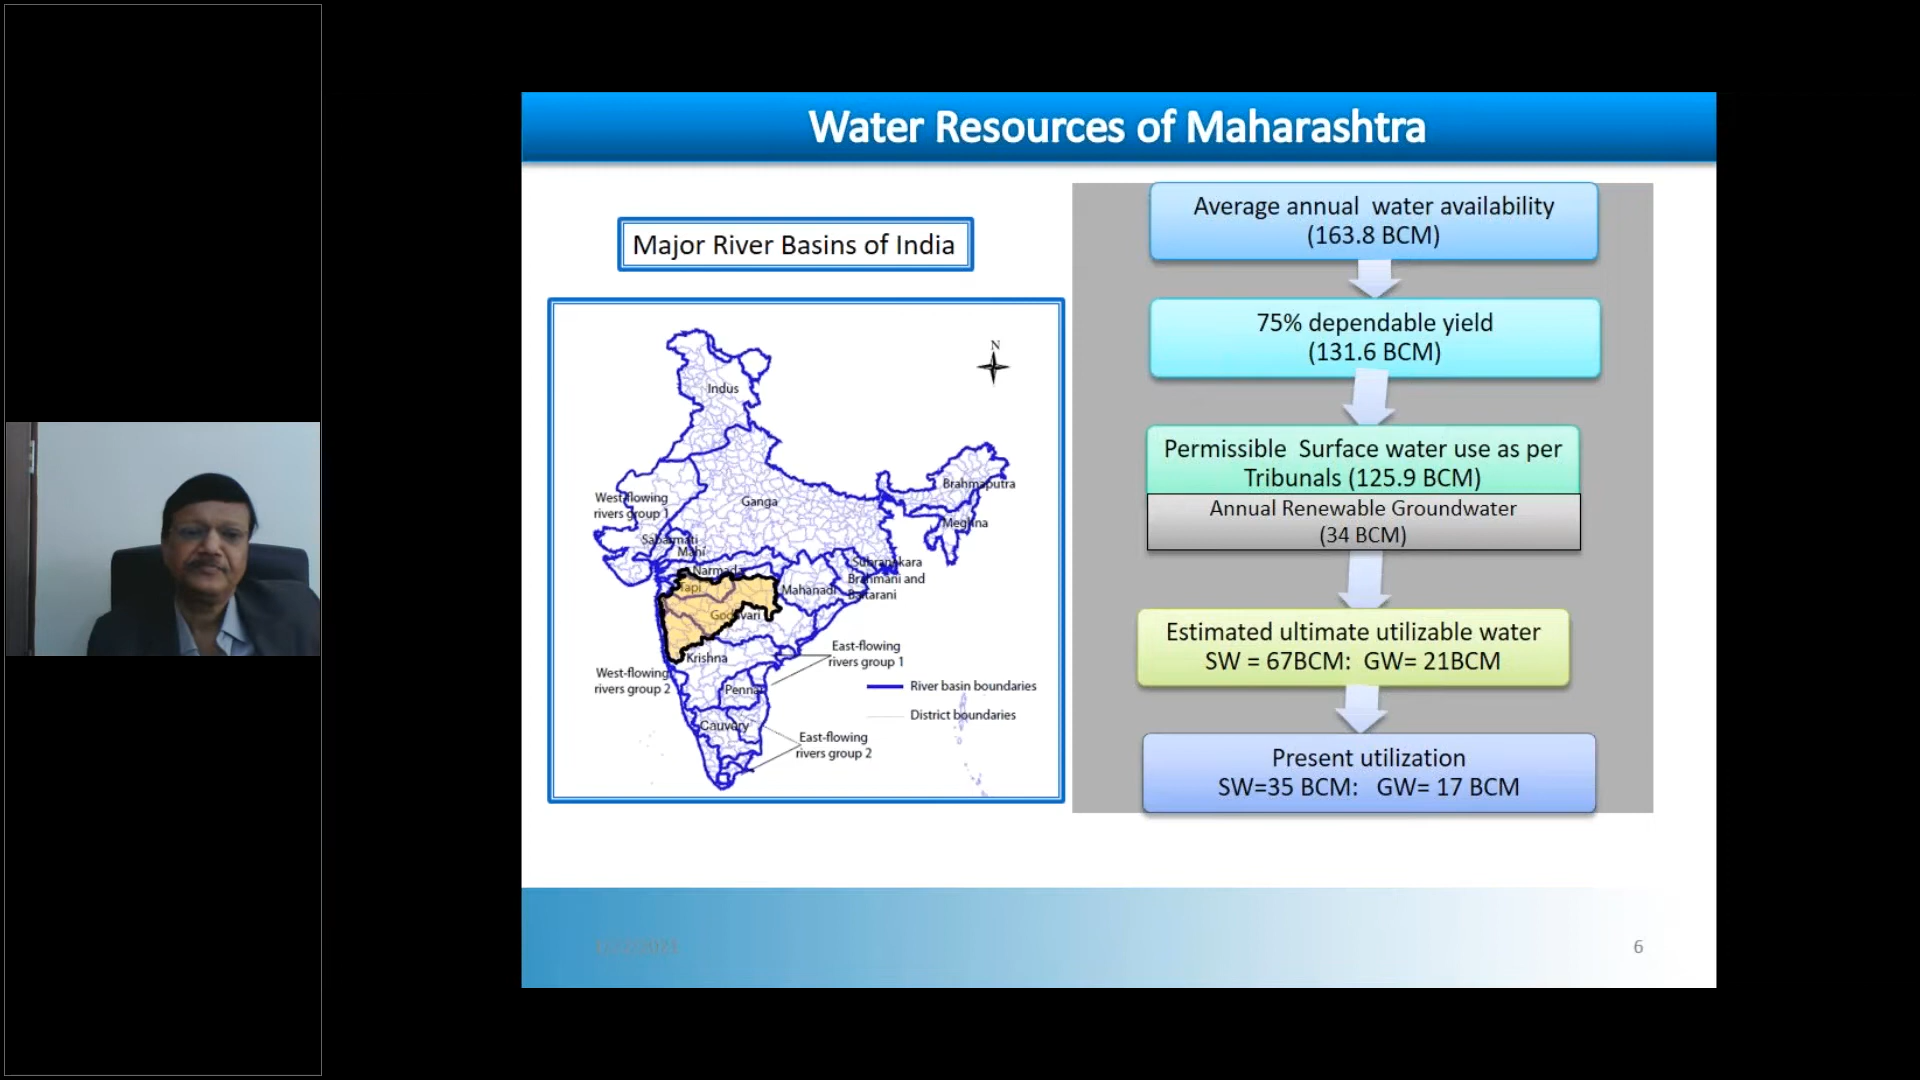 Water Resources of Maharashtra
Major River Basins of India
N
Indus
West-flowing
rivers group 1
Ganga
Brahmaputra
Meghna
Sabarmati
Mahi
Narmada
Tapi
Subranakara
Brahmani and
Baitarani
Mahanadi
Godavari
Krishna
East-flowing
rivers group 1
West-flowing
rivers group 2
Pennar
River basin boundaries
District boundaries
Cauvory
East-flowing
rivers group 2
Average annual water availability
(163.8 BCM)
75% dependable yield
(131.6 BCM)
Permissible Surface water use as per
Tribunals (125.9 BCM)
Annual Renewable Groundwater
(34 BCM)
Estimated ultimate utilizable water
SW = 67BCM: GW= 21BCM
Present utilization
SW=35 BCM: GW= 17 BCM
6